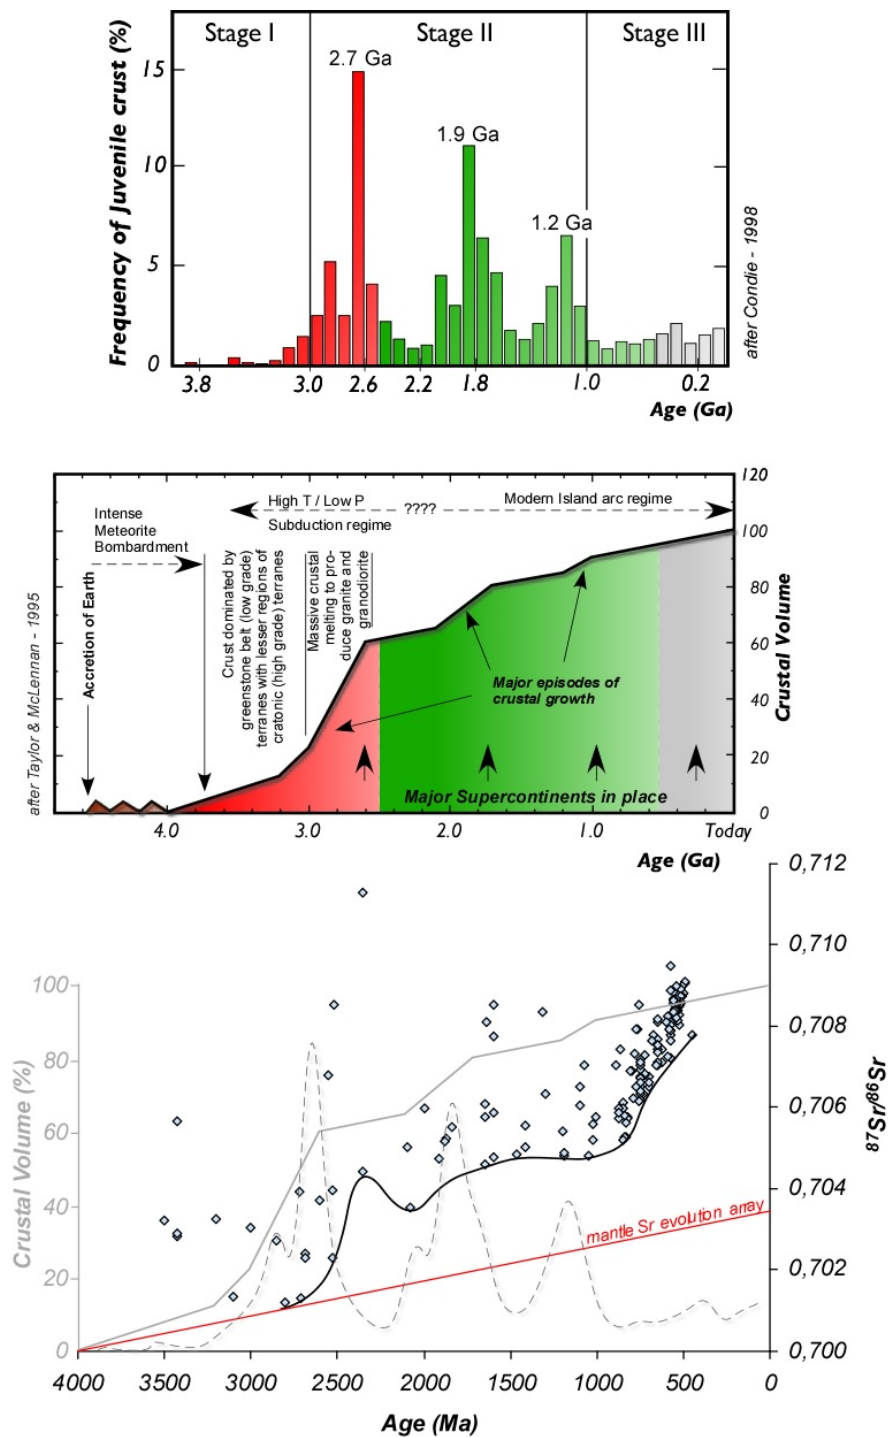 Stage I
Stage II
Stage III
Frequency of Juvenile crust (%)
15
10
5
0
2.7 Ga
1.9 Ga
1.2 Ga
3.8
3.0
2.6
2.2
1.8
1.0
0.2
Age (Ga)
after Condie - 1998
Intense
Meteorite
Bombardment
High T / Low P
Subduction regime
????
Modern Island arc regime
Accretion of Earth
Crust dominated by
greenstone belt (low grade)
terranes with lesser regions of
cratonic (high grade) terranes
Massive crustal
melting to pro-
duce granite and
granodiorite
Major episodes of
crustal growth
Major Supercontinents in place
120
100
80
60
40
20
0
Crustal Volume
4.0
3.0
2.0
1.0
Today
Age (Ga)
after Taylor & McLennan - 1995
100
80
60
40
20
0
Crustal Volume (%)
mantle Sr evolution array
0,712
0,710
0,708
0,706
0,704
0,702
0,700
87Sr/86Sr
4000
3500
3000
2500
2000
1500
1000
500
0
Age (Ma)